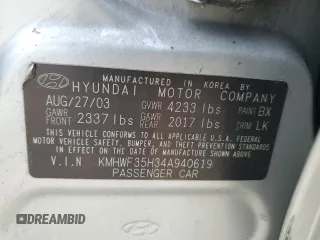 MANUFACTURED IN KOREA BY
HYUNDAI MOTOR COMPANY
AUG/27/03 GVWR 4233 lbs PAINT BX
GAWR FRONT 2337 lbs GAWR REAR 2017 lbs TRIM LK
THIS VEHICLE CONFORMS TO ALL APPLICABLE U.S. FEDERAL
MOTOR VEHICLE SAFETY, BUMPER, AND THEFT PREVENTION
STANDARDS IN EFFECT ON THE DATE OF MANUFACTURE SHOWN ABOVE.
V.I.N KMHWF35H34A940619
PASSENGER CAR